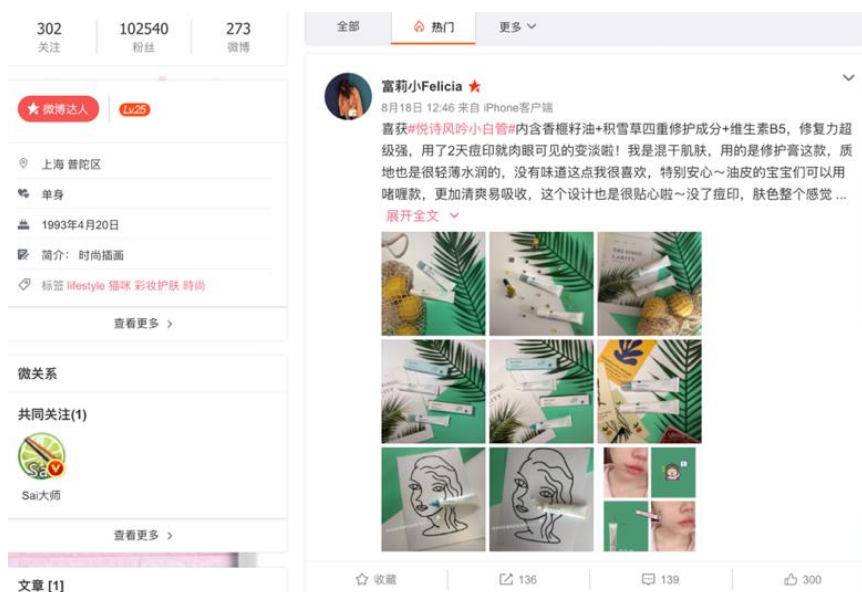 302
102540
273
关注
粉丝
微博
微博达人
Lv.25
上海 普陀区
单身
1993年4月20日
简介: 时尚插画
标签 lifestyle 猫咪 彩妆护肤 時尚
查看更多 >
微关系
共同关注(1)
Sai大师
查看更多 >
文章 [1]
全部
热门
更多
富莉小Felicia
8月18日 12:46 来自 iPhone客户端
喜获#悦诗风吟小白管#内含香榧籽油+积雪草四重修护成分+维生素B5，修复力超
级强，用了2天痘印就肉眼可见的变淡啦！我是混干肌肤，用的是修护膏这款，质
地也是很轻薄水润的，没有味道这点我很喜欢，特别安心～油皮的宝宝们可以用
啫喱款，更加清爽易吸收，这个设计也是很贴心啦～没了痘印，肤色整个感觉 ...
展开全文
收藏
136
139
300